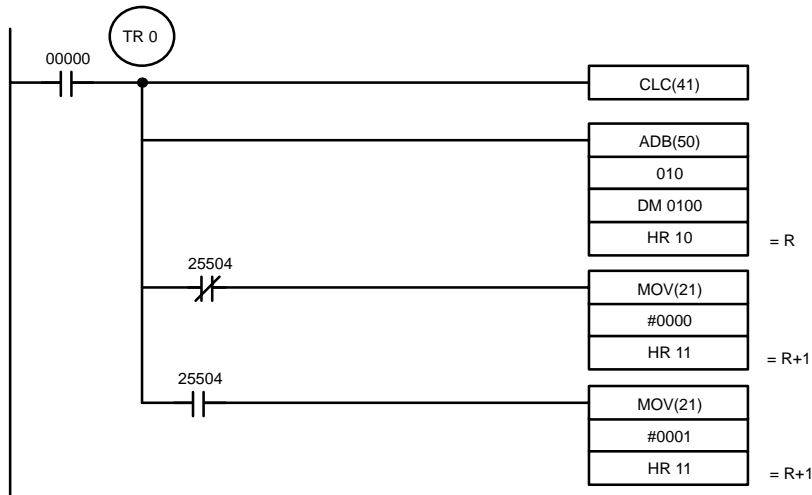 TR 0
00000
CLC(41)
ADB(50)
010
DM 0100
HR 10 = R
25504
MOV(21)
#0000
HR 11 = R+1
25504
MOV(21)
#0001
HR 11 = R+1